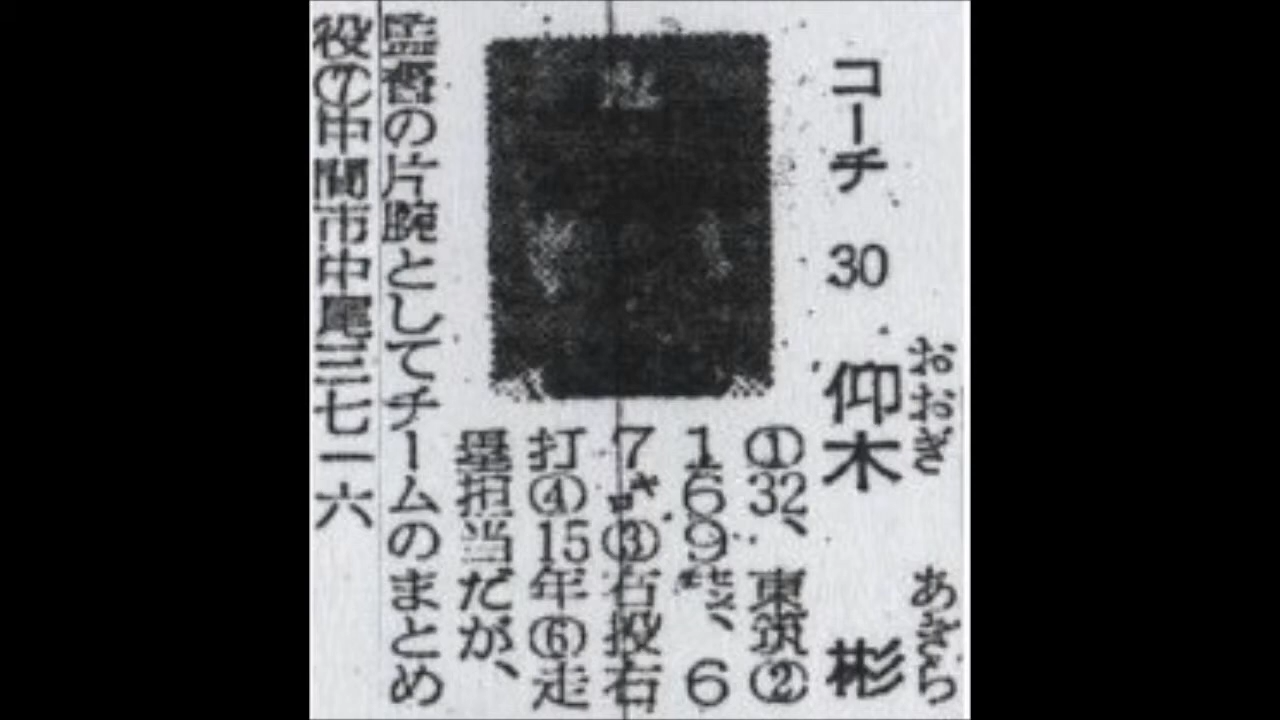 コーチ 30 仰木 彬
おおぎ あきら
①32、東筑②
169㌢、6
7㌔③右投右
打④15年⑥走
塁担当だが、
監督の片腕としてチームのまとめ
役⑦中間市中尾三七一六